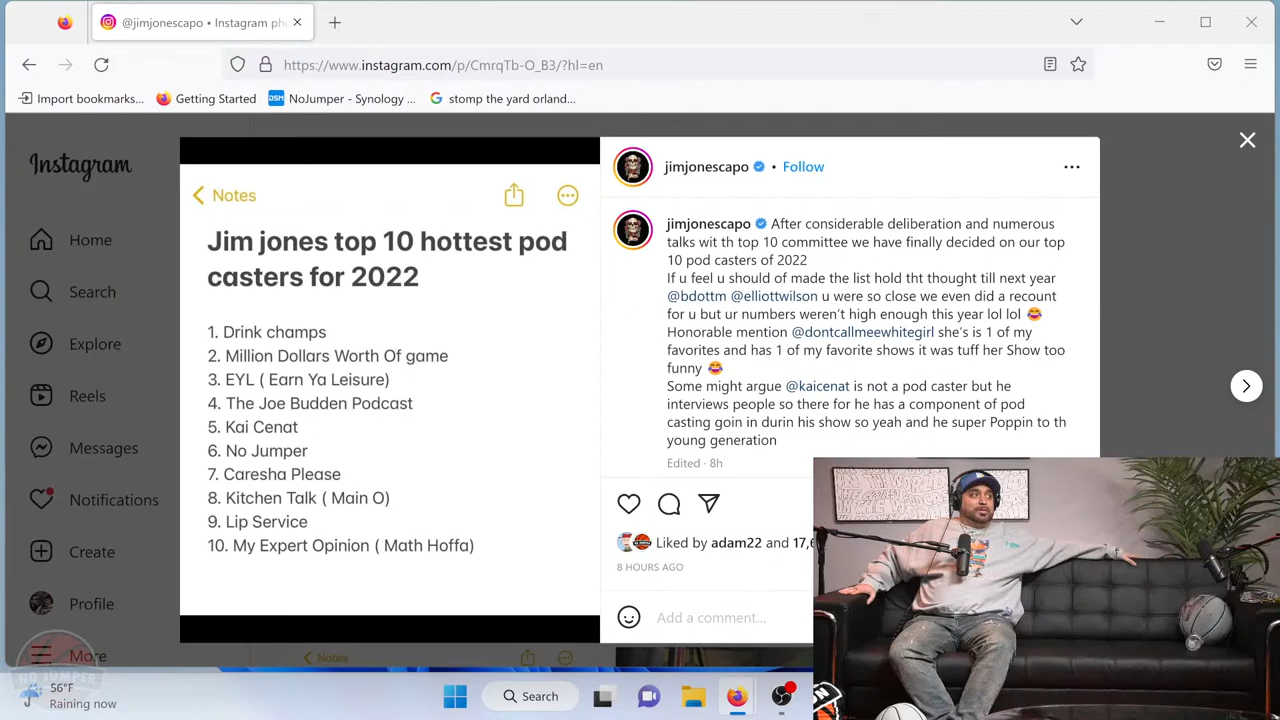 @jimjonescapo • Instagram pho
https://www.instagram.com/p/CmrqTb-O_B3/?hl=en
Import bookmarks...
Getting Started
DSM
NoJumper - Synology ...
stomp the yard orland...
Instagram
Home
Search
Explore
Reels
Messages
Notifications
Create
Profile
More
Notes
Jim jones top 10 hottest pod
casters for 2022
1. Drink champs
2. Million Dollars Worth Of game
3. EYL ( Earn Ya Leisure)
4. The Joe Budden Podcast
5. Kai Cenat
6. No Jumper
7. Caresha Please
8. Kitchen Talk ( Main O)
9. Lip Service
10. My Expert Opinion ( Math Hoffa)
Notes
jimjonescapo • Follow
jimjonescapo After considerable deliberation and numerous
talks wit th top 10 committee we have finally decided on our top
10 pod casters of 2022
If u feel u should of made the list hold tht thought till next year
@bdottm @elliottwilson u were so close we even did a recount
for u but ur numbers weren't high enough this year lol lol 😂
Honorable mention @dontcallmeewhitegirl she's is 1 of my
favorites and has 1 of my favorite shows it was tuff her Show too
funny 😂
Some might argue @kaicenat is not a pod caster but he
interviews people so there for he has a component of pod
casting goin in durin his show so yeah and he super Poppin to th
young generation
Edited · 8h
Liked by adam22 and 17,6
8 HOURS AGO
Add a comment...
NO JUMPER
56°F
Raining now
Search